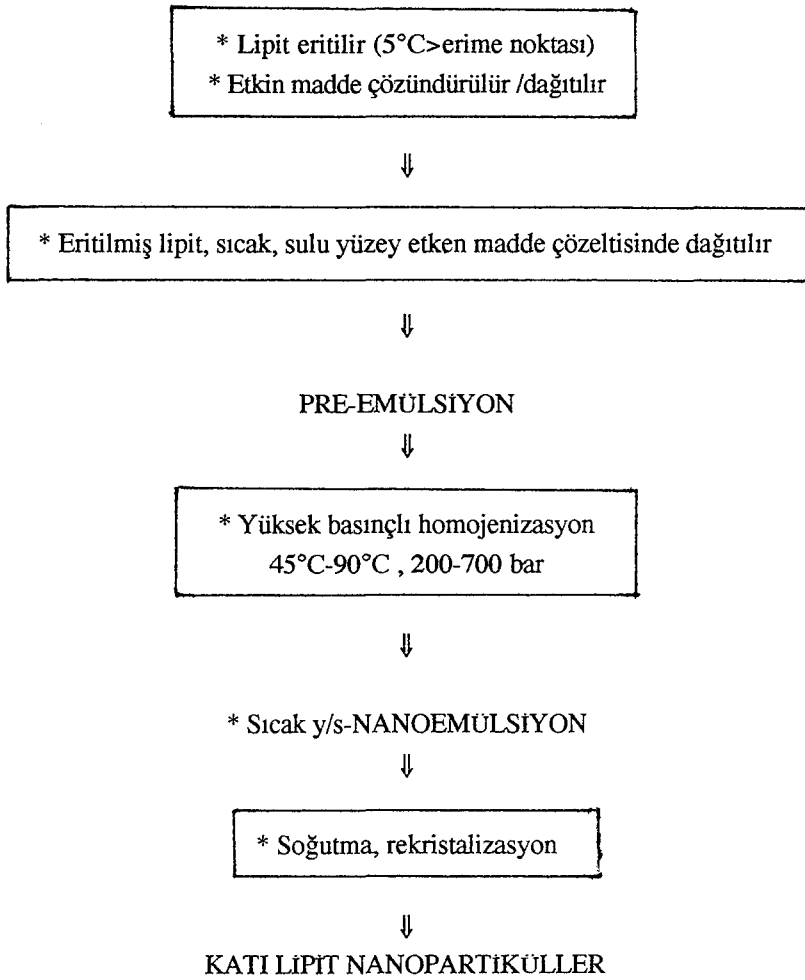 * Lipit eritilir (5°C>erime noktası)
* Etkin madde çözündürülür /dağıtılır
⇓
* Eritilmiş lipit, sıcak, sulu yüzey etken madde çözeltisinde dağıtılır
⇓
PRE-EMÜLSİYON
⇓
* Yüksek basınçlı homojenizasyon
45°C-90°C , 200-700 bar
⇓
* Sıcak y/s-NANOEMÜLSİYON
⇓
* Soğutma, rekristalizasyon
⇓
KATI LİPİT NANOPARTİKÜLLER